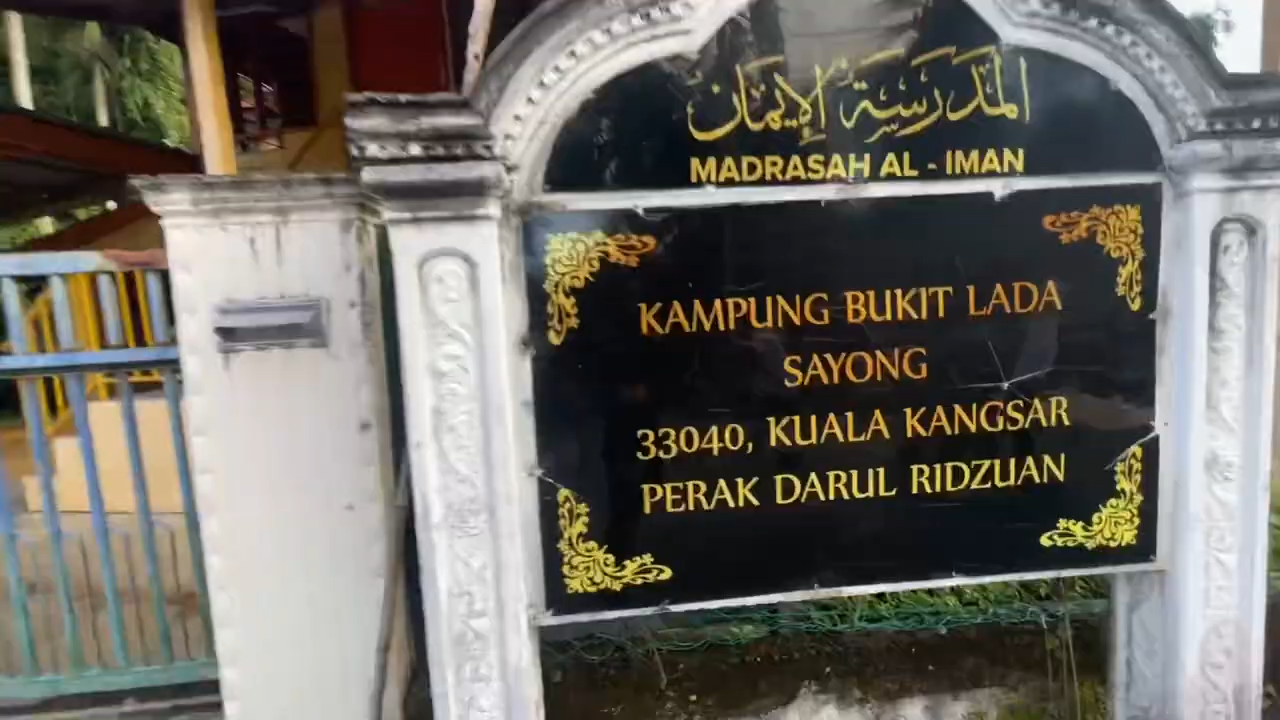 المدرسة الإيمان
MADRASAH AL - IMAN
KAMPUNG BUKIT LADA
SAYONG
33040, KUALA KANGSAR
PERAK DARUL RIDZUAN